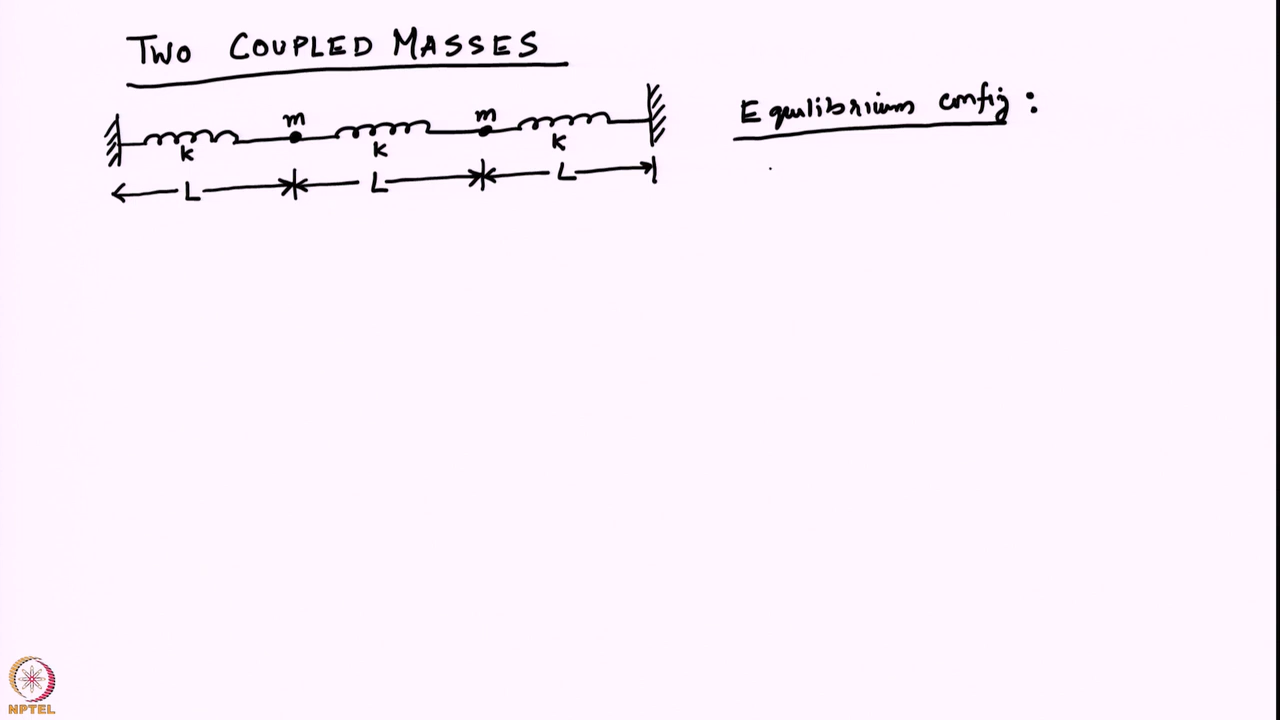 TWO COUPLED MASSES
Equilibrium config:
m m
k k k
L L L
NPTEL